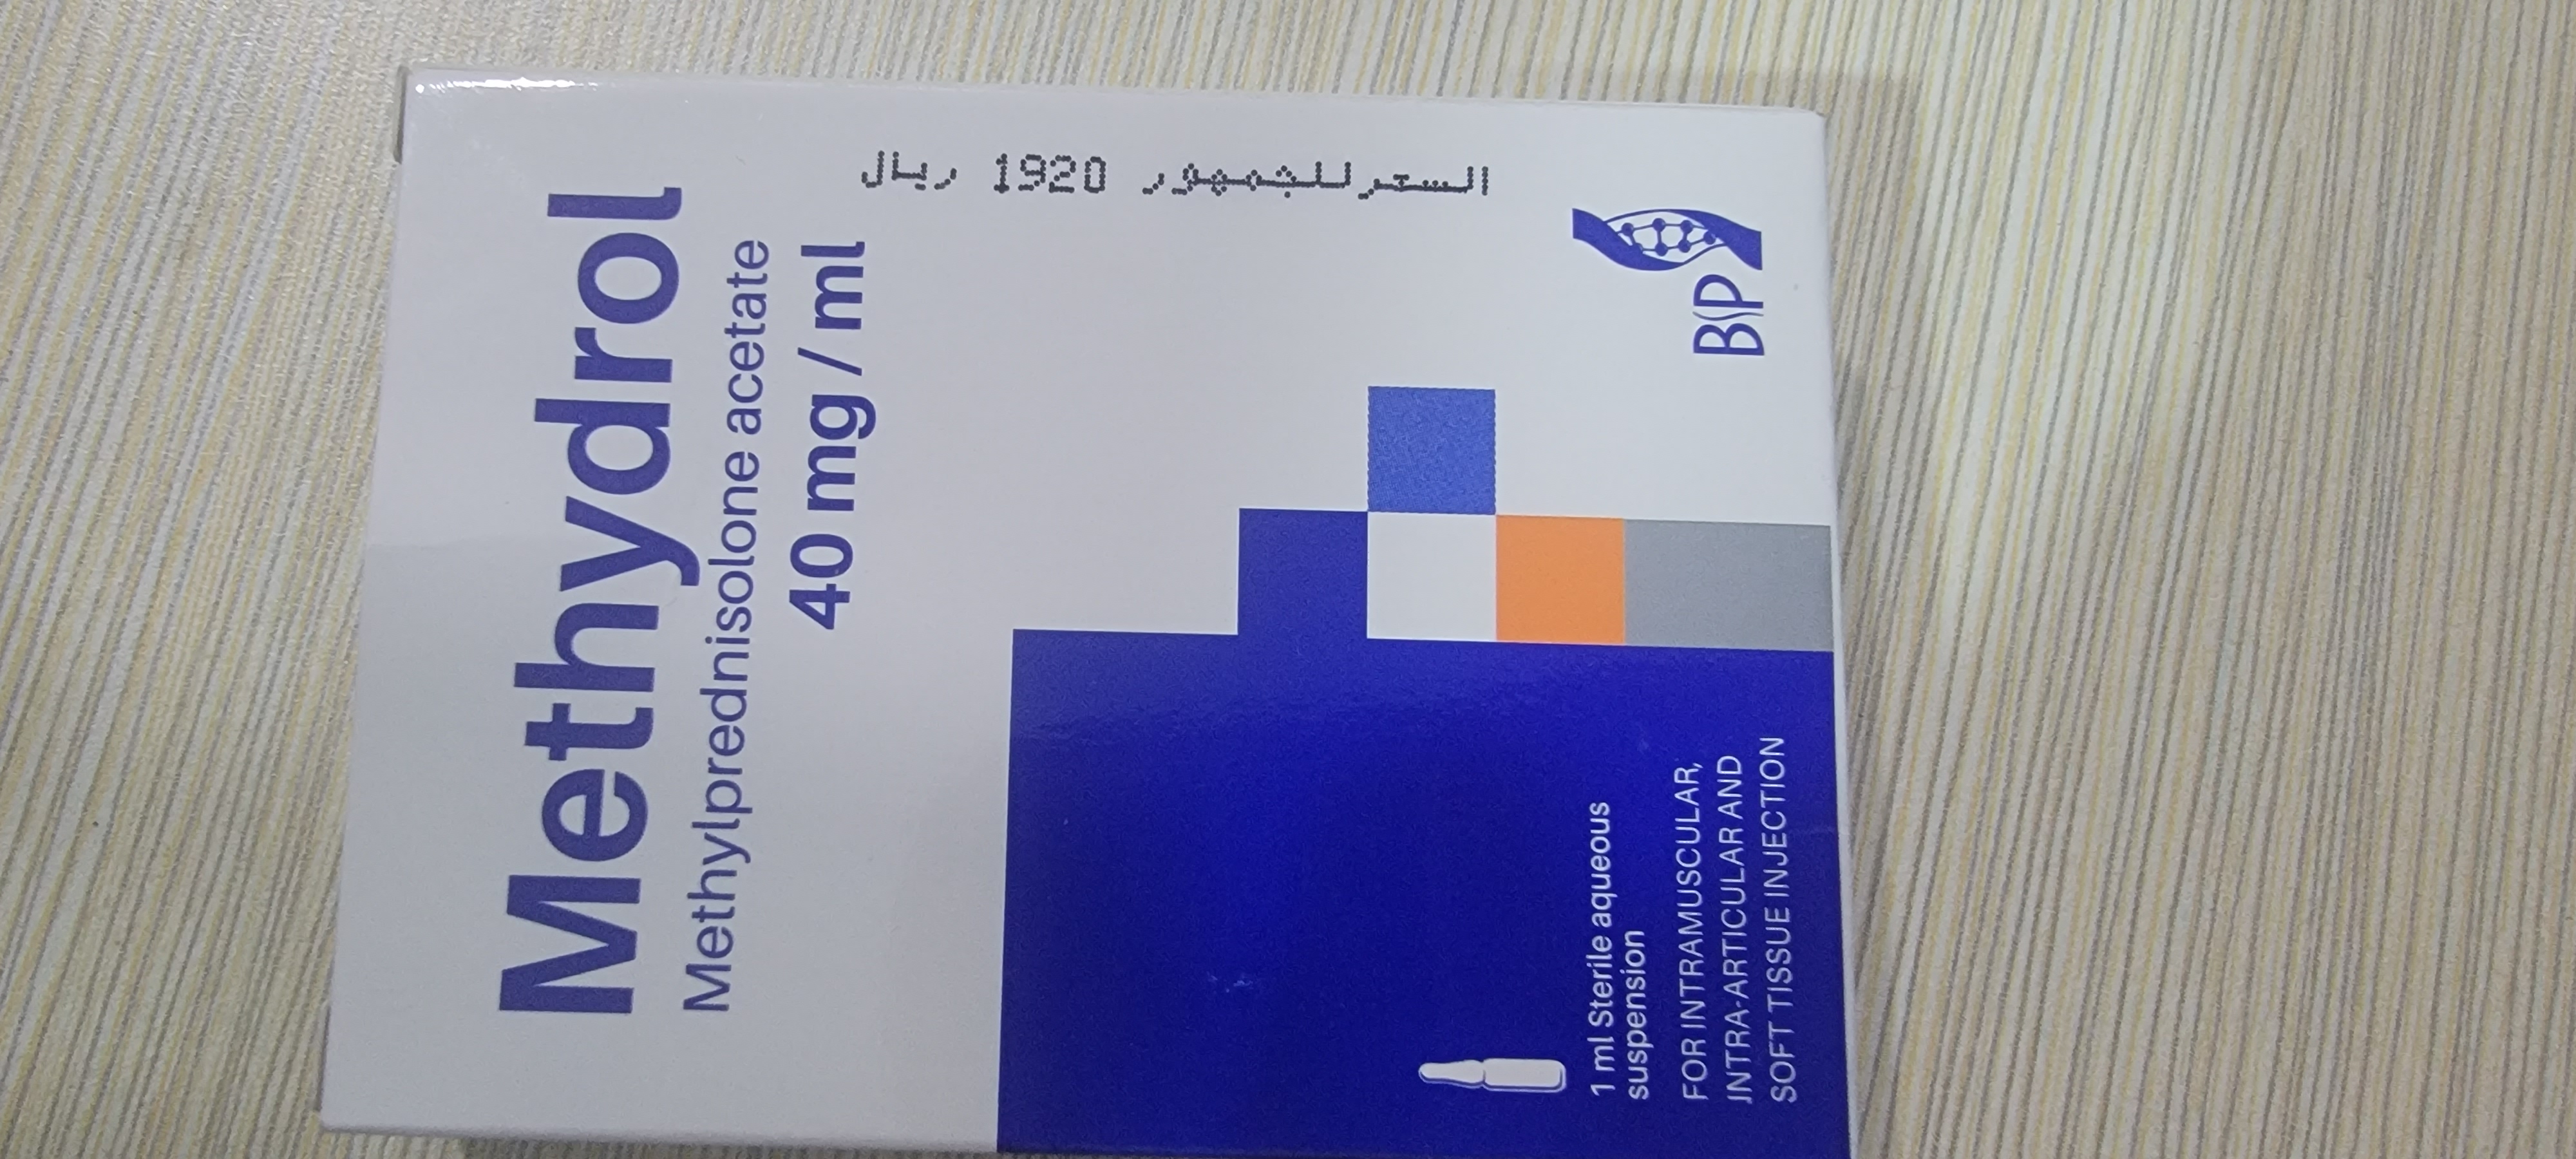 Methydrol
Methylprednisolone acetate
40 mg / ml
السعر للجمهور 1920 ريال
1 ml Sterile aqueous
suspension
FOR INTRAMUSCULAR,
INTRA-ARTICULAR AND
SOFT TISSUE INJECTION
BIP